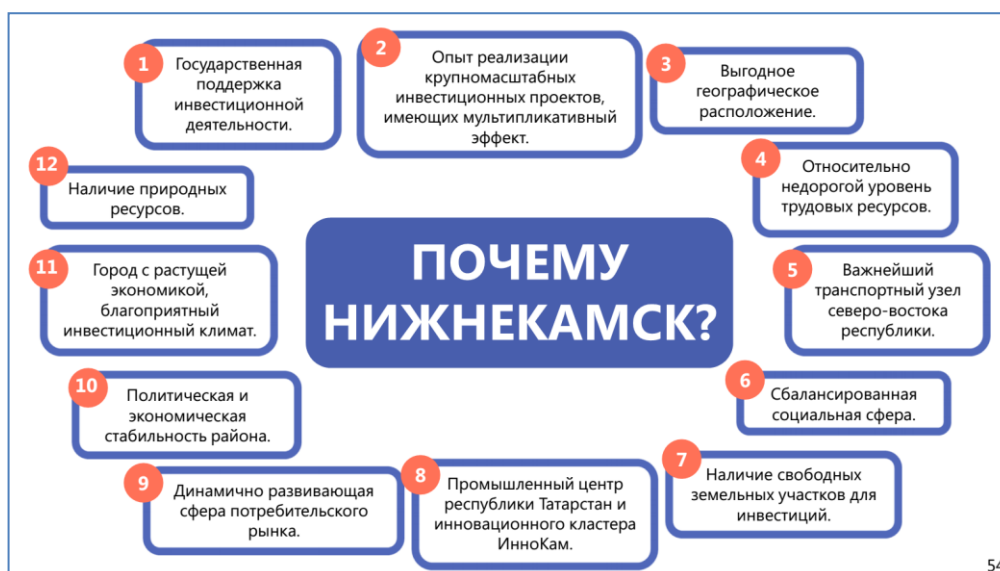 1
Государственная
поддержка
инвестиционной
деятельности.
2
Опыт реализации
крупномасштабных
инвестиционных проектов,
имеющих мультипликативный
эффект.
3
Выгодное
географическое
расположение.
4
Относительно
недорогой уровень
трудовых ресурсов.
5
Важнейший
транспортный узел
северо-востока
республики.
6
Сбалансированная
социальная сфера.
7
Наличие свободных
земельных участков для
инвестиций.
8
Промышленный центр
республики Татарстан и
инновационного кластера
ИнноКам.
9
Динамично развивающая
сфера потребительского
рынка.
10
Политическая и
экономическая
стабильность района.
11
Город с растущей
экономикой,
благоприятный
инвестиционный климат.
12
Наличие природных
ресурсов.
ПОЧЕМУ
НИЖНЕКАМСК?
54